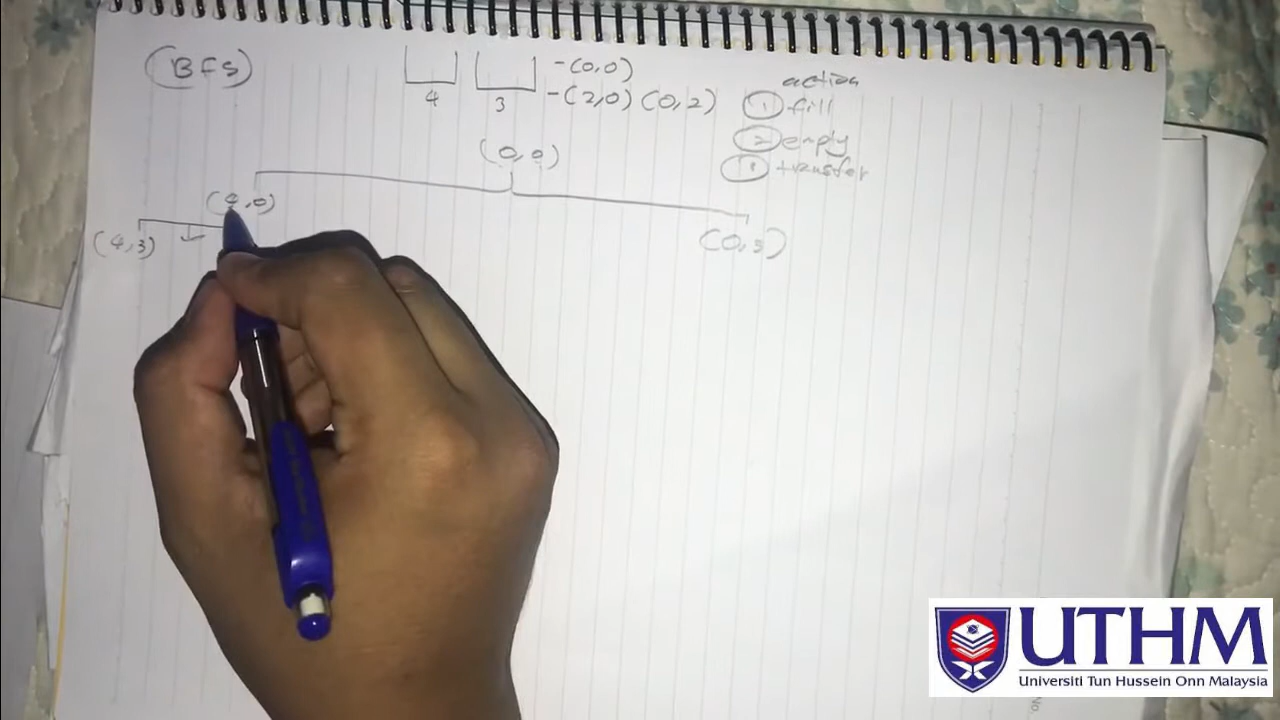 (BFS)
4 3
-(0,0)
-(2,0) (0,2)
action
1 fill
2 empty
transfer
(0,0)
(4,0)
(4,3)
(0,3)
UTHM
Universiti Tun Hussein Onn Malaysia